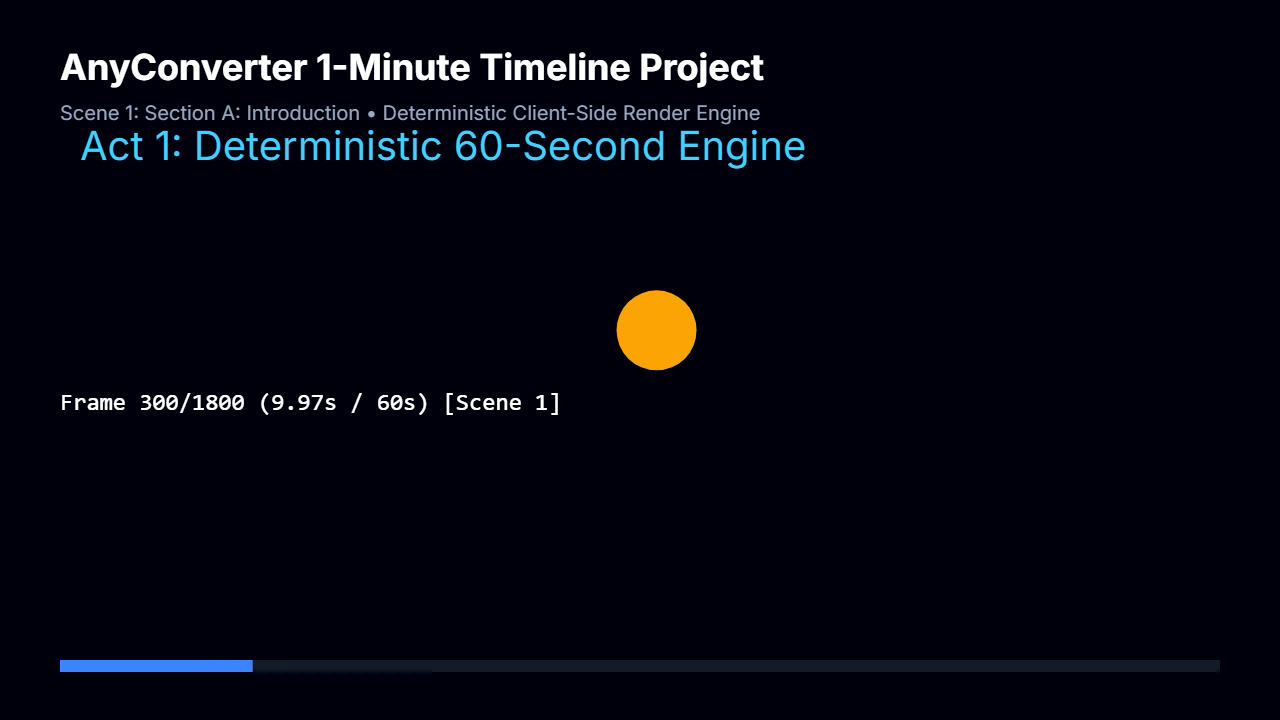 AnyConverter 1-Minute Timeline Project
Scene 1: Section A: Introduction • Deterministic Client-Side Render Engine
Act 1: Deterministic 60-Second Engine
Frame 300/1800 (9.97s / 60s) [Scene 1]